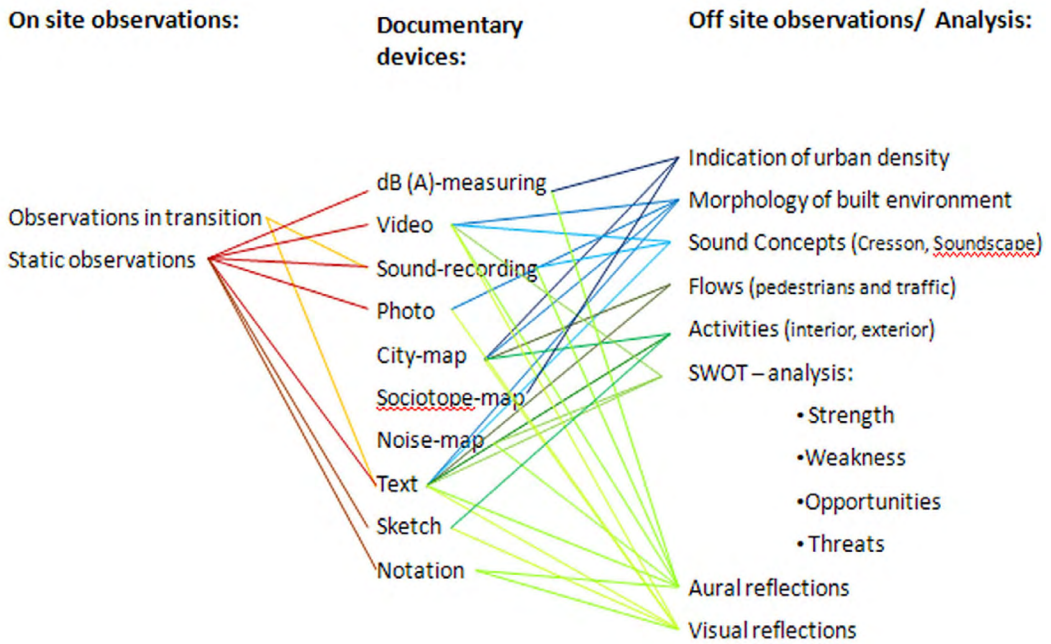 On site observations:
Documentary
devices:
Off site observations/ Analysis:
Observations in transition
Static observations
dB (A)-measuring
Video
Sound-recording
Photo
City-map
Sociotope-map
Noise-map
Text
Sketch
Notation
Indication of urban density
Morphology of built environment
Sound Concepts (Cresson, Soundscape)
Flows (pedestrians and traffic)
Activities (interior, exterior)
SWOT – analysis:
• Strength
•Weakness
•Opportunities
• Threats
Aural reflections
Visual reflections